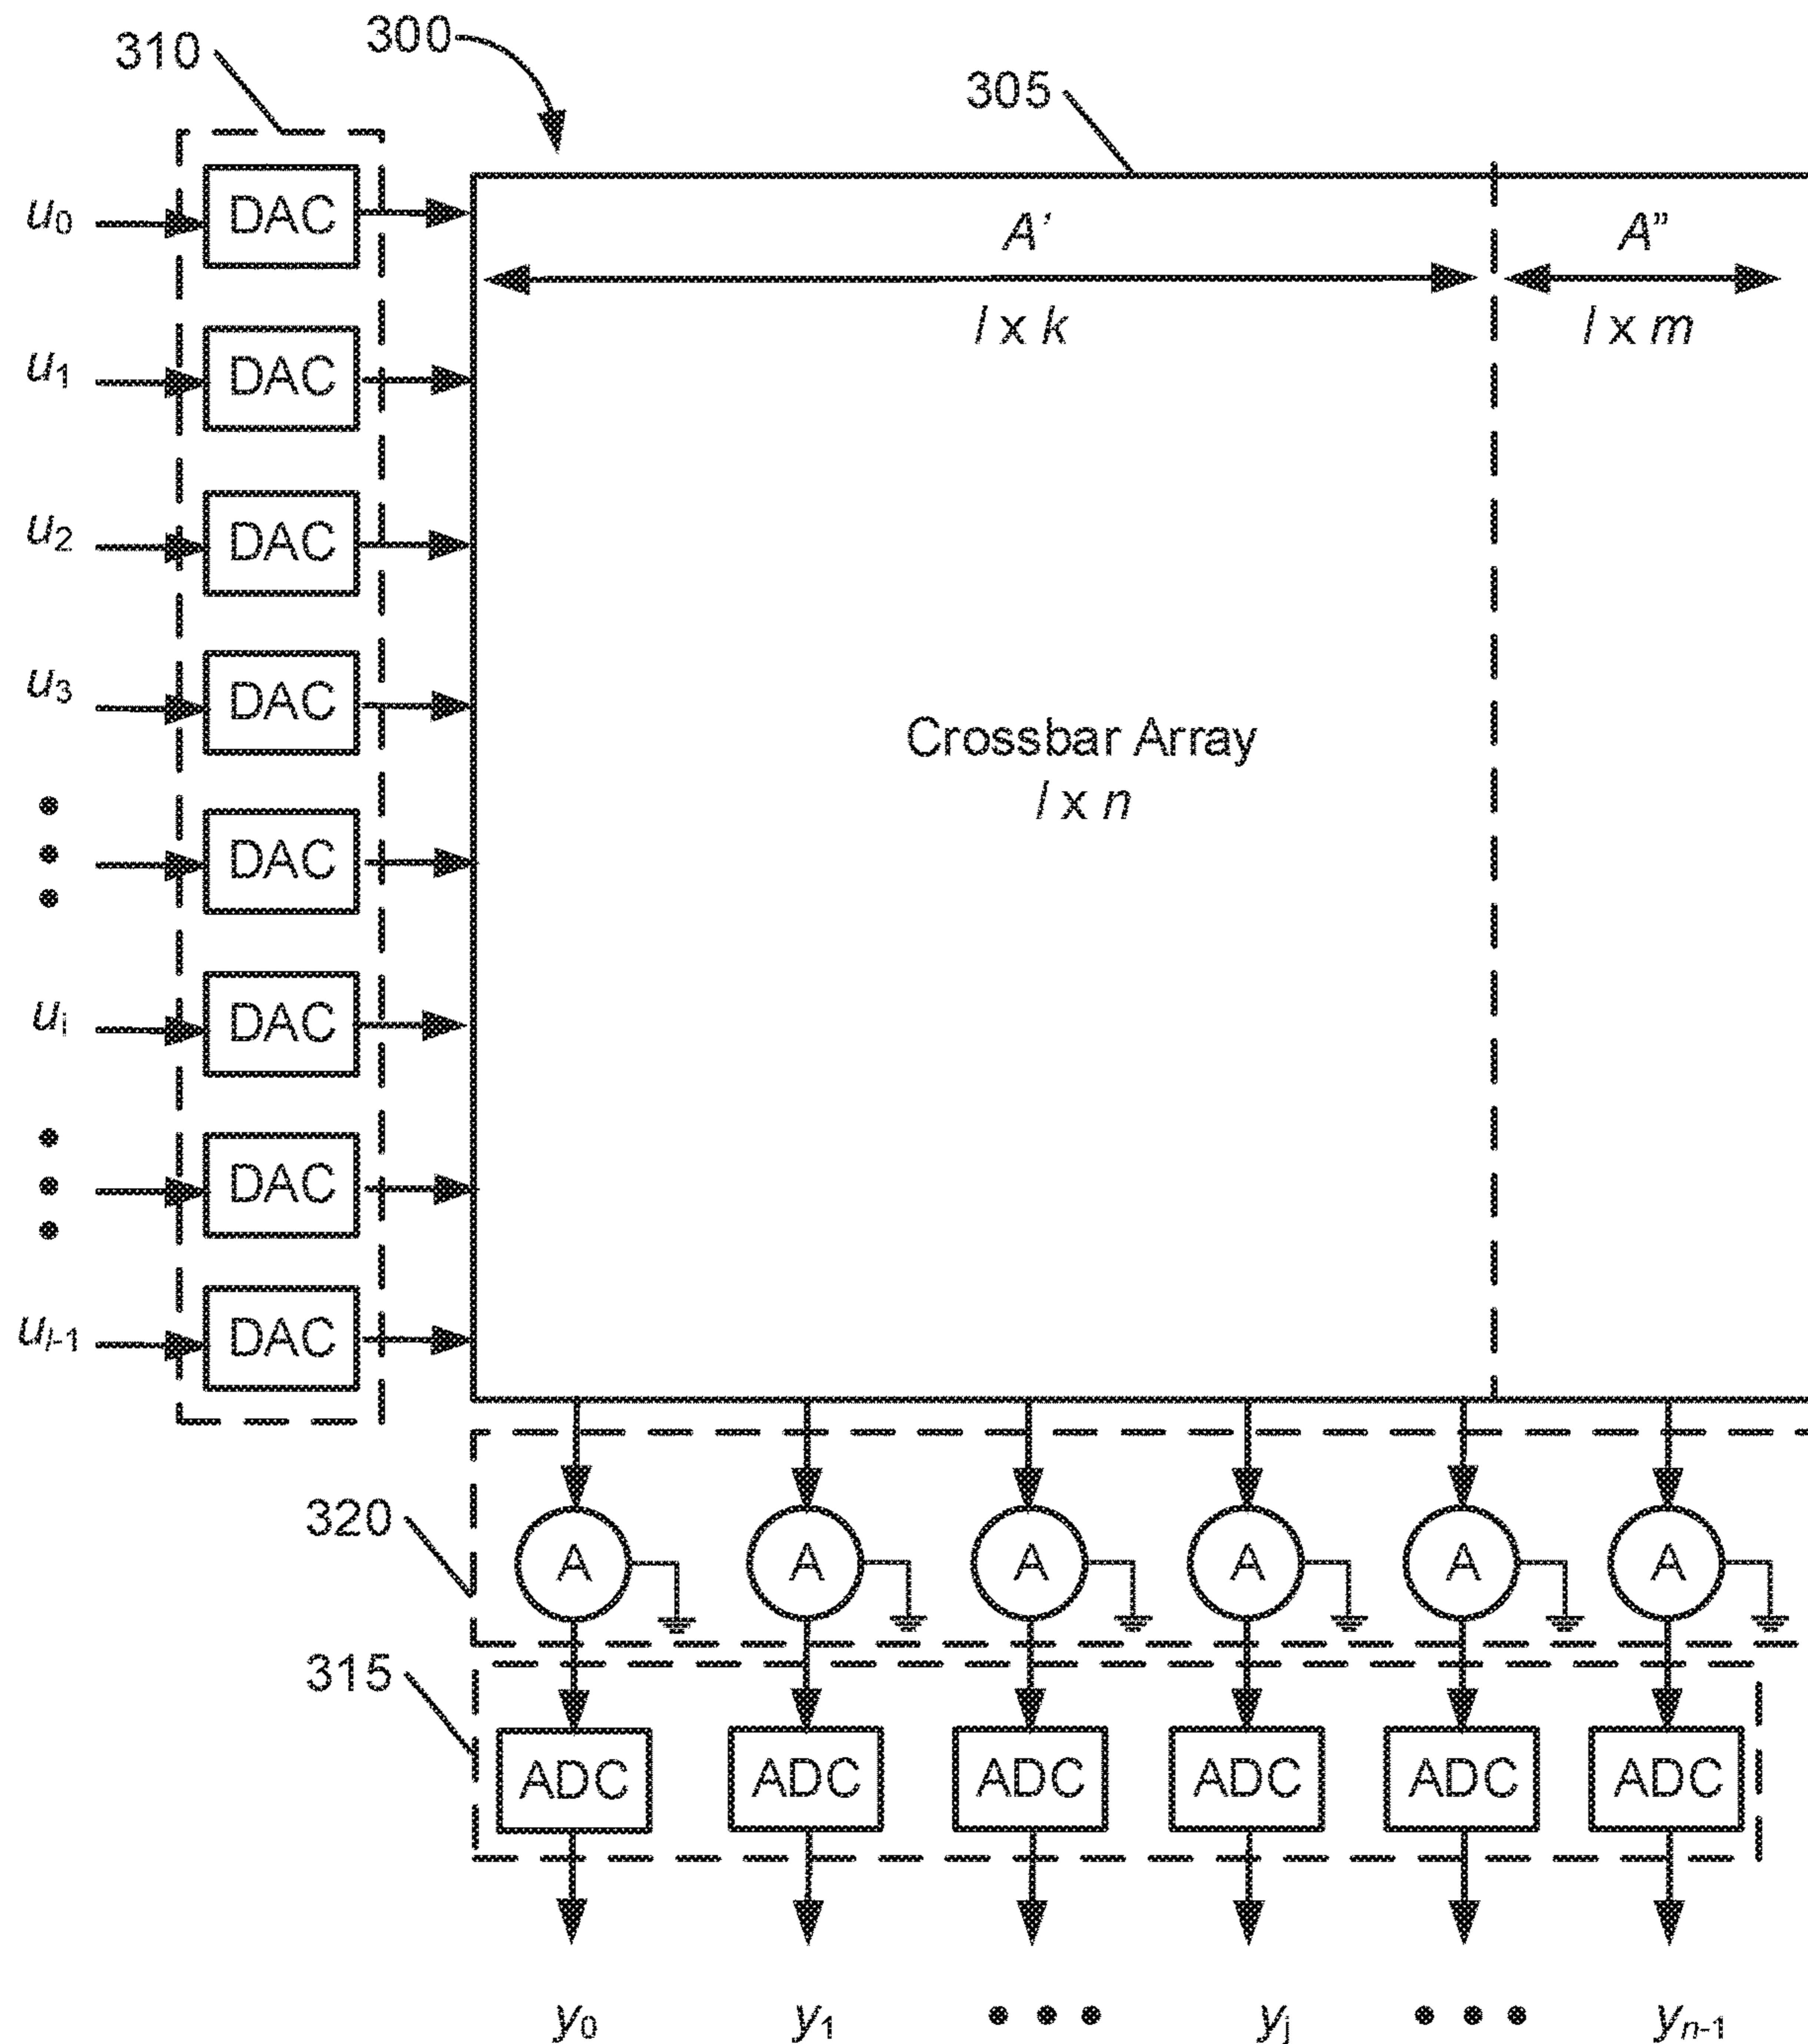 300
310
305
u0
DAC
A’
A”
l x k
l x m
u1
DAC
u2
DAC
u3
DAC
Crossbar Array
l x n
DAC
ui
DAC
DAC
ul-1
DAC
320
A A A A A A
315
ADC ADC ADC ADC ADC ADC
y0 y1 • • • yj • • • yn-1